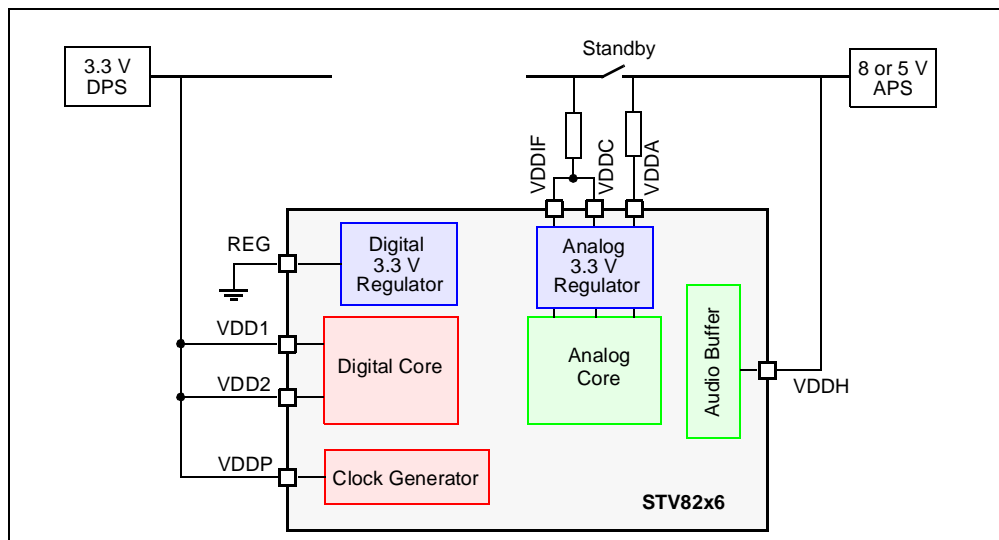 3.3 V
DPS
Standby
8 or 5 V
APS
VDDIF
VDDC
VDDA
REG
Digital
3.3 V
Regulator
Analog
3.3 V
Regulator
VDD1
VDD2
Digital Core
Analog
Core
Audio Buffer
VDDH
VDDP
Clock Generator
STV82x6